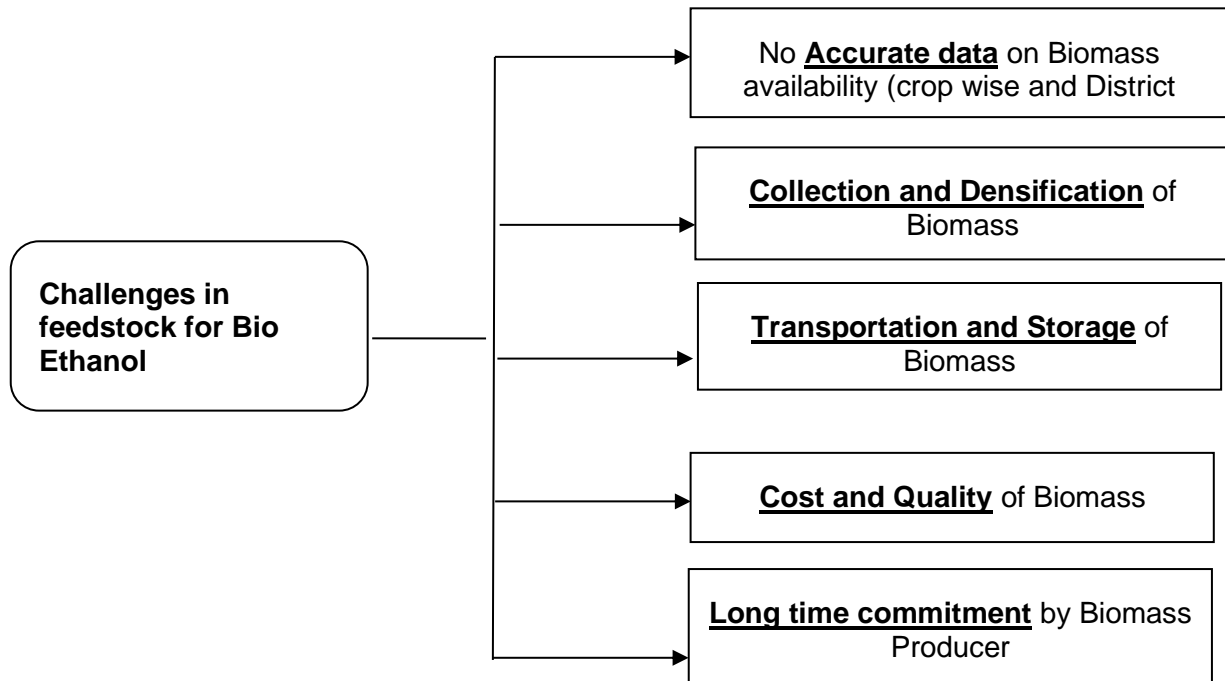 No Accurate data on Biomass
availability (crop wise and District
Collection and Densification of
Biomass
Challenges in
feedstock for Bio
Ethanol
Transportation and Storage of
Biomass
Cost and Quality of Biomass
Long time commitment by Biomass
Producer